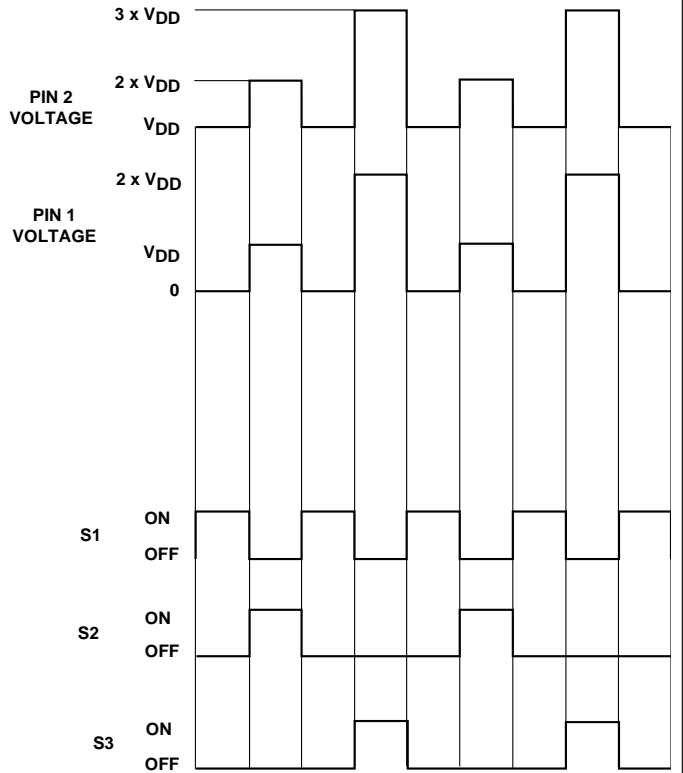 3 x VDD
2 x VDD
PIN 2
VOLTAGE
VDD
2 x VDD
PIN 1
VOLTAGE
VDD
0
S1
ON
OFF
S2
ON
OFF
S3
ON
OFF